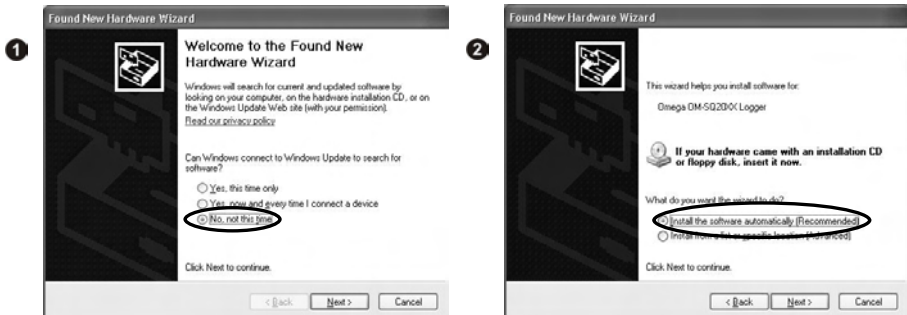 1
Found New Hardware Wizard
Welcome to the Found New
Hardware Wizard
Windows will search for current and updated software by
looking on your computer, on the hardware installation CD, or on
the Windows Update Web site (with your permission).
Read our privacy policy
Can Windows connect to Windows Update to search for
software?
Yes, this time only
Yes, now and every time I connect a device
No, not this time
Click Next to continue.
< Back
Next >
Cancel
2
Found New Hardware Wizard
This wizard helps you install software for:
Omega OM-SQ20XX Logger
If your hardware came with an installation CD
or floppy disk, insert it now.
What do you want the wizard to do?
Install the software automatically (Recommended)
Install from a list or specific location (Advanced)
Click Next to continue.
< Back
Next >
Cancel